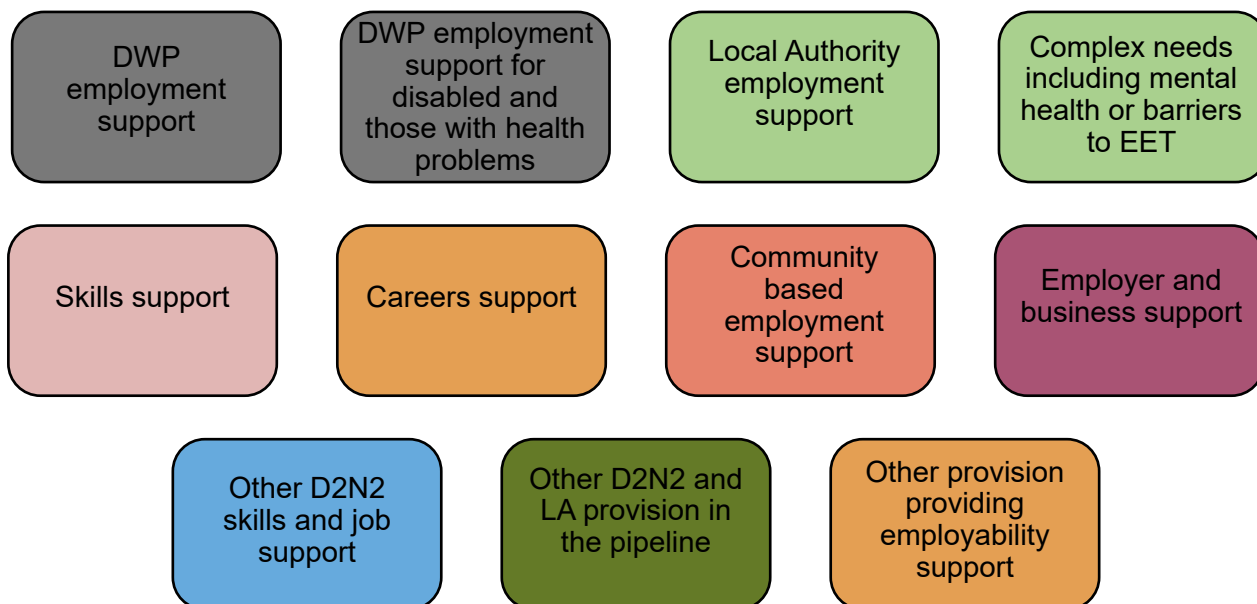 DWP
employment
support
DWP employment
support for
disabled and
those with health
problems
Local Authority
employment
support
Complex needs
including mental
health or barriers
to EET
Skills support
Careers support
Community
based
employment
support
Employer and
business support
Other D2N2
skills and job
support
Other D2N2 and
LA provision in
the pipeline
Other provision
providing
employability
support